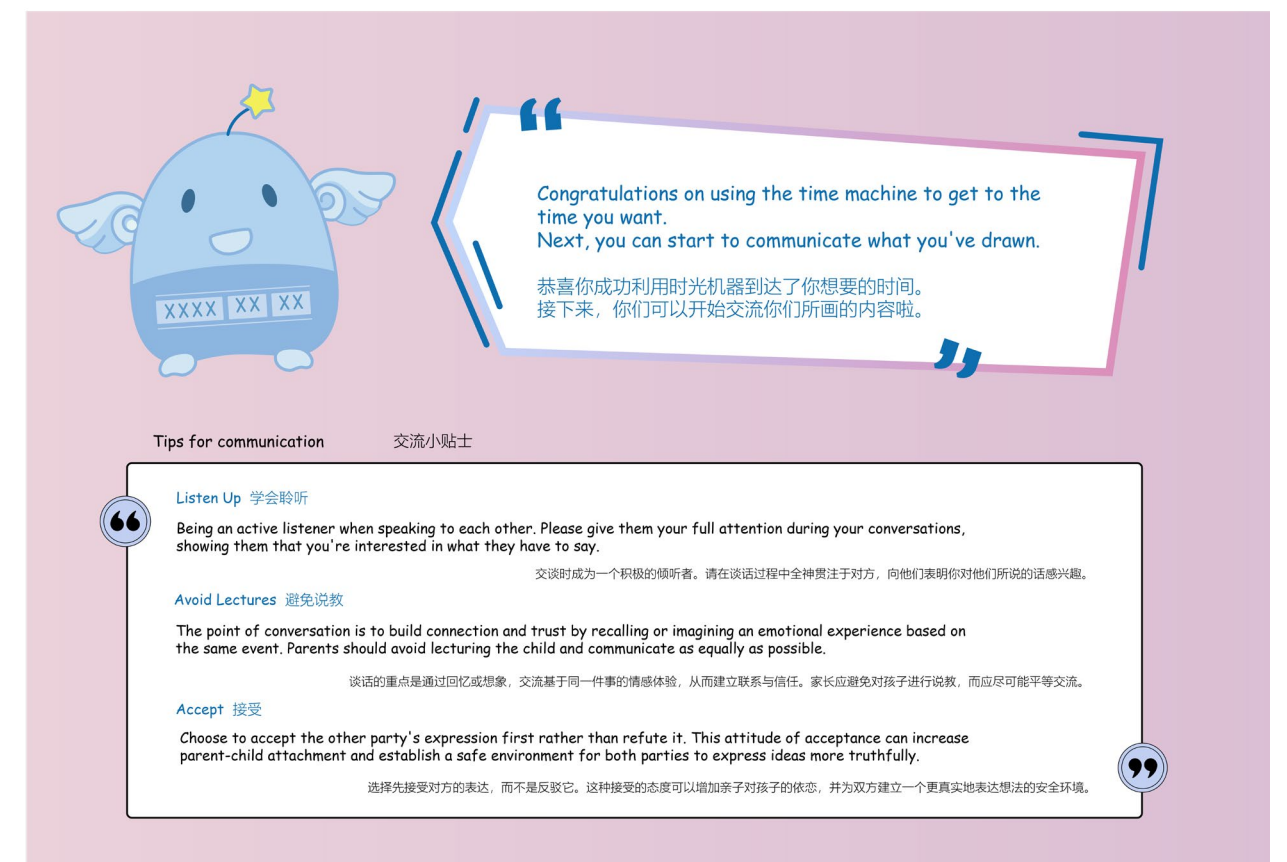 XXXX XX XX
Congratulations on using the time machine to get to the
time you want.
Next, you can start to communicate what you've drawn.
恭喜你成功利用时光机器到达了你想要的时间。
接下来，你们可以开始交流你们所画的内容啦。
Tips for communication 交流小贴士
Listen Up 学会聆听
Being an active listener when speaking to each other. Please give them your full attention during your conversations,
showing them that you're interested in what they have to say.
交谈时成为一个积极的倾听者。请在谈话过程中全神贯注于对方，向他们表明你对他们所说的话感兴趣。
Avoid Lectures 避免说教
The point of conversation is to build connection and trust by recalling or imagining an emotional experience based on
the same event. Parents should avoid lecturing the child and communicate as equally as possible.
谈话的重点是通过回忆或想象，交流基于同一件事的情感体验，从而建立联系与信任。家长应避免对孩子进行说教，而应尽可能平等交流。
Accept 接受
Choose to accept the other party's expression first rather than refute it. This attitude of acceptance can increase
parent-child attachment and establish a safe environment for both parties to express ideas more truthfully.
选择先接受对方的表达，而不是反驳它。这种接受的态度可以增加亲子对孩子的依恋，并为双方建立一个更真实地表达想法的安全环境。